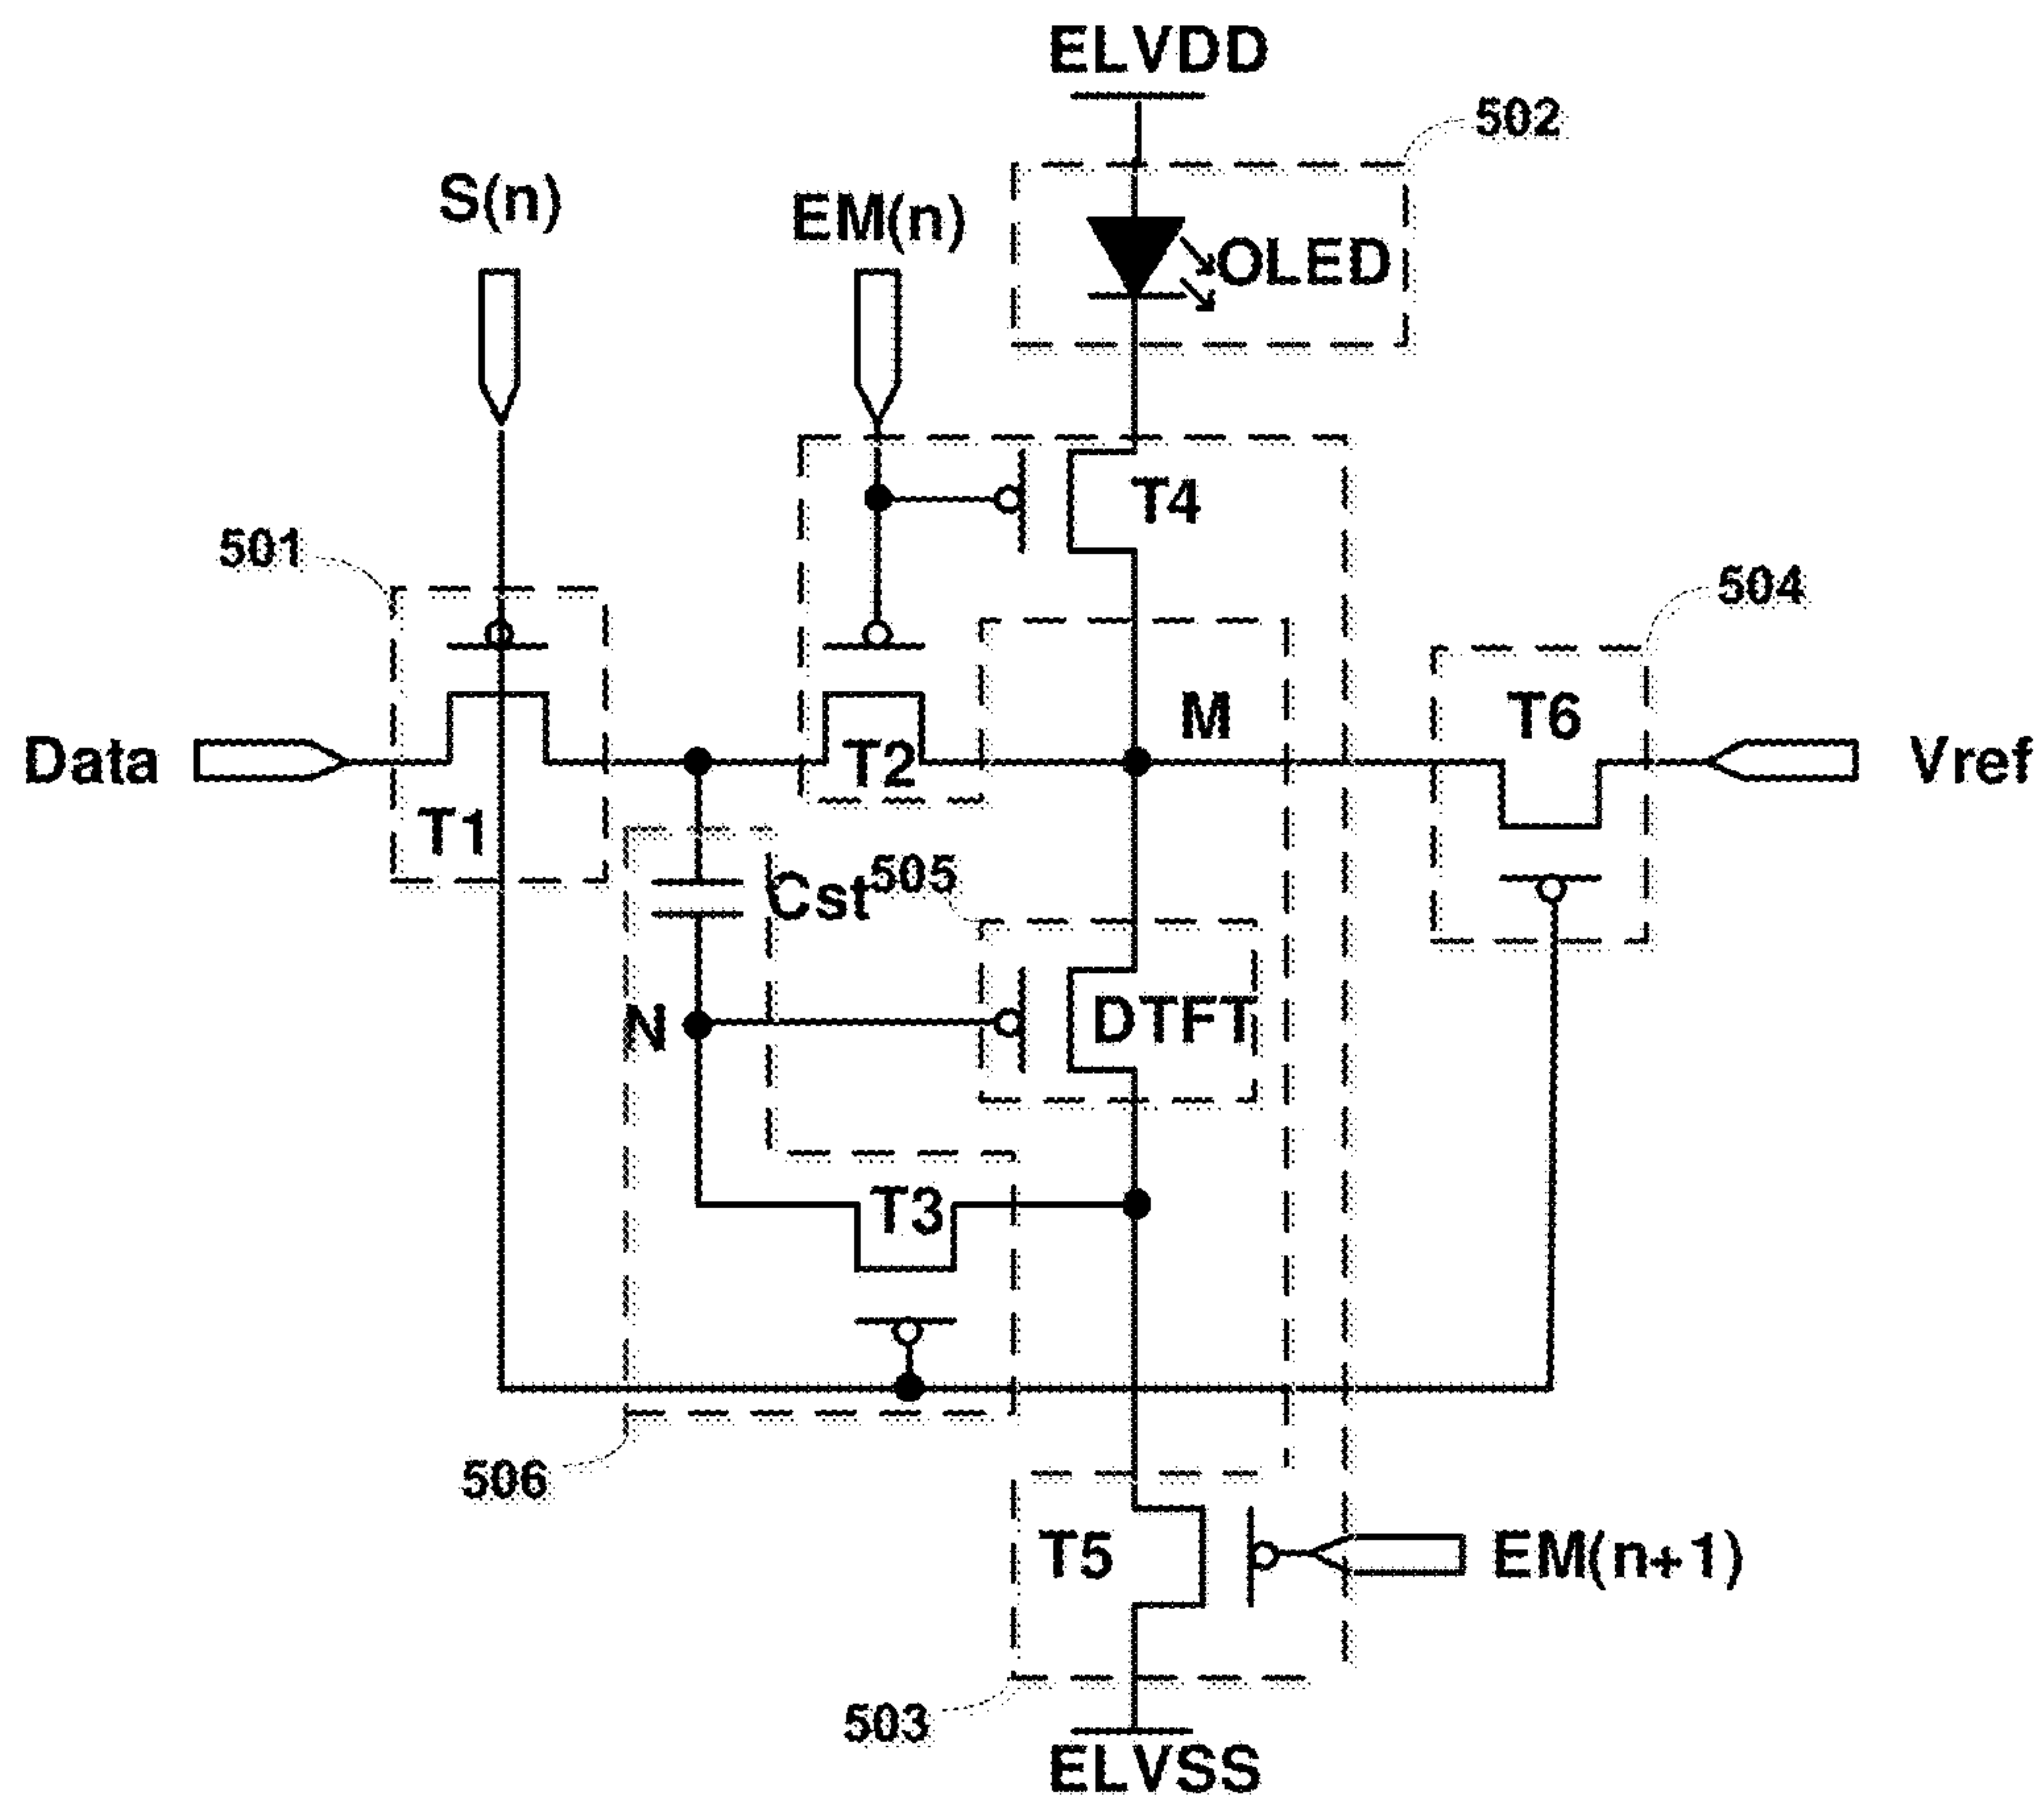 ELVDD
502
S(n)
EM(n)
OLED
T4
501
504
M
T6
Data
T2
Vref
T1
Cst
505
N
DTFT
T3
506
T5
EM(n+1)
503
ELVSS